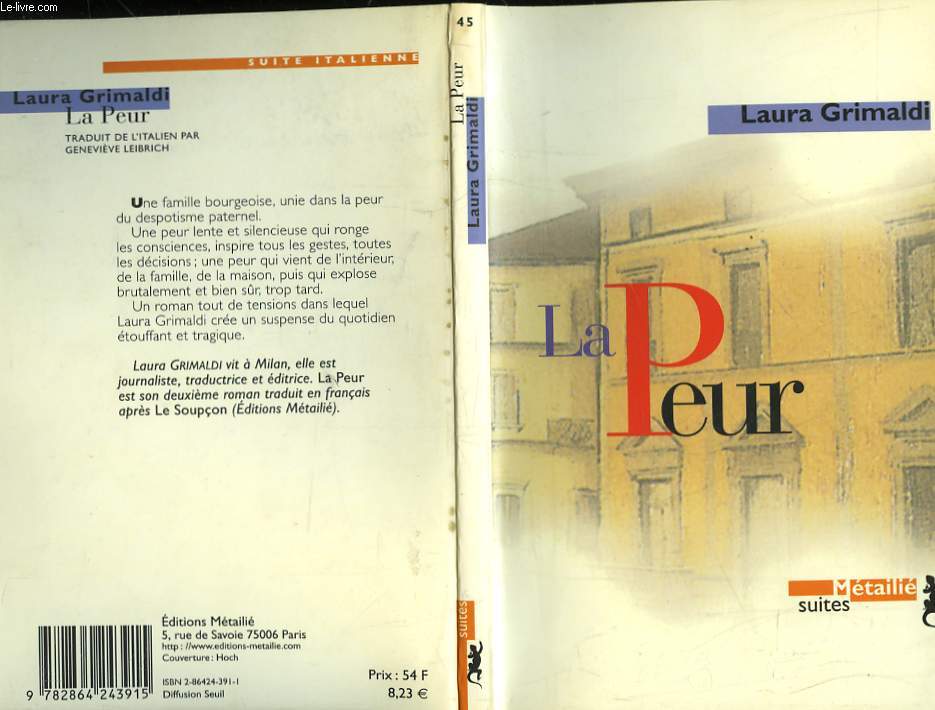 Le-livre.com
SUITE ITALIENNE
Laura Grimaldi
La Peur
TRADUIT DE L'ITALIEN PAR
GENEVIÈVE LEIBRICH
Une famille bourgeoise, unie dans la peur
du despotisme paternel.
Une peur lente et silencieuse qui ronge
les consciences, inspire tous les gestes, toutes
les décisions ; une peur qui vient de l'intérieur,
de la famille, de la maison, puis qui explose
brutalement et bien sûr, trop tard.
Un roman tout de tensions dans lequel
Laura Grimaldi crée un suspense du quotidien
étouffant et tragique.
Laura GRIMALDI vit à Milan, elle est
journaliste, traductrice et éditrice. La Peur
est son deuxième roman traduit en français
après Le Soupçon (Éditions Métailié).
Éditions Métailié
5, rue de Savoie 75006 Paris
http : //www.editions-metailie.com
Couverture : Hoch
ISBN 2-86424-391-1
Diffusion Seuil
9 782864 243915
Prix : 54 F
8,23 €
45
La Peur
Laura Grimaldi
suites
Laura Grimaldi
La
Peur
Métailié
suites